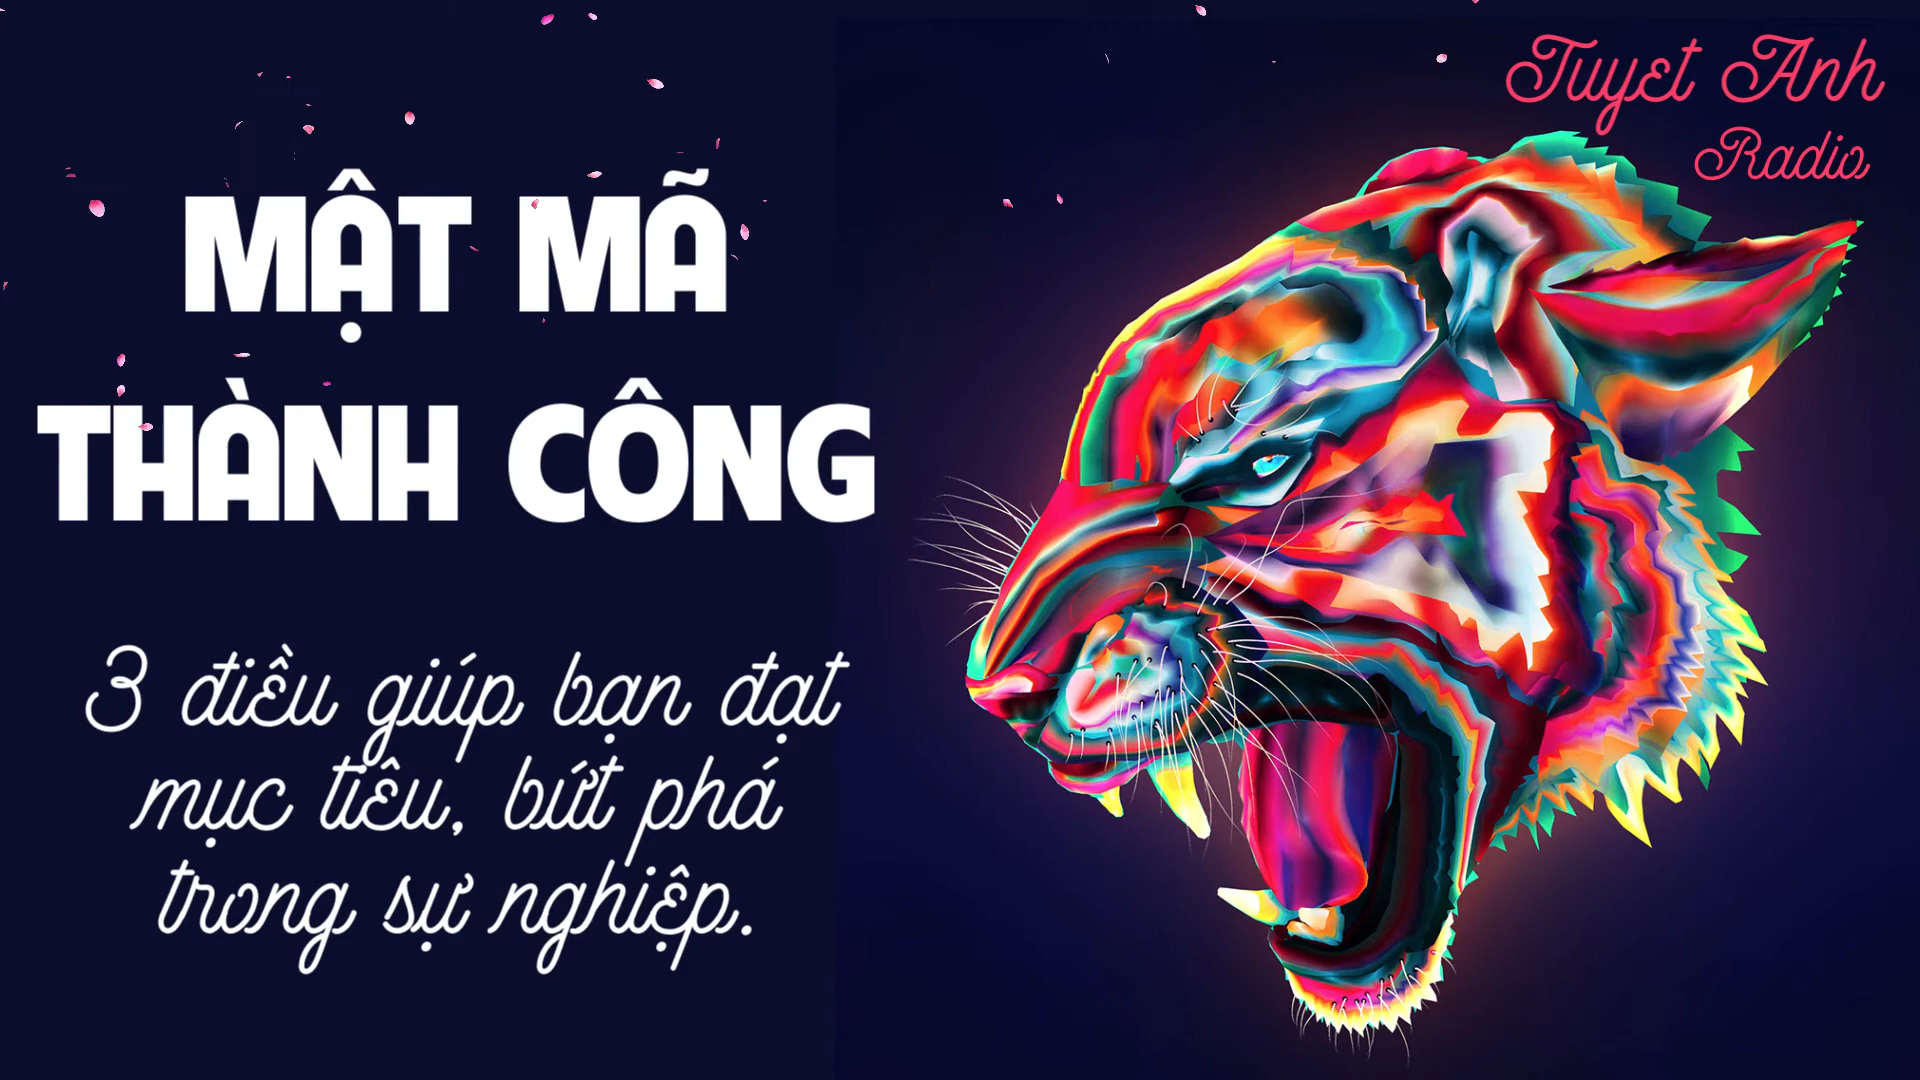 Tuyet Anh
Radio
MẬT MÃ
THÀNH CÔNG
3 điều giúp bạn đạt
mục tiêu, bứt phá
trong sự nghiệp.